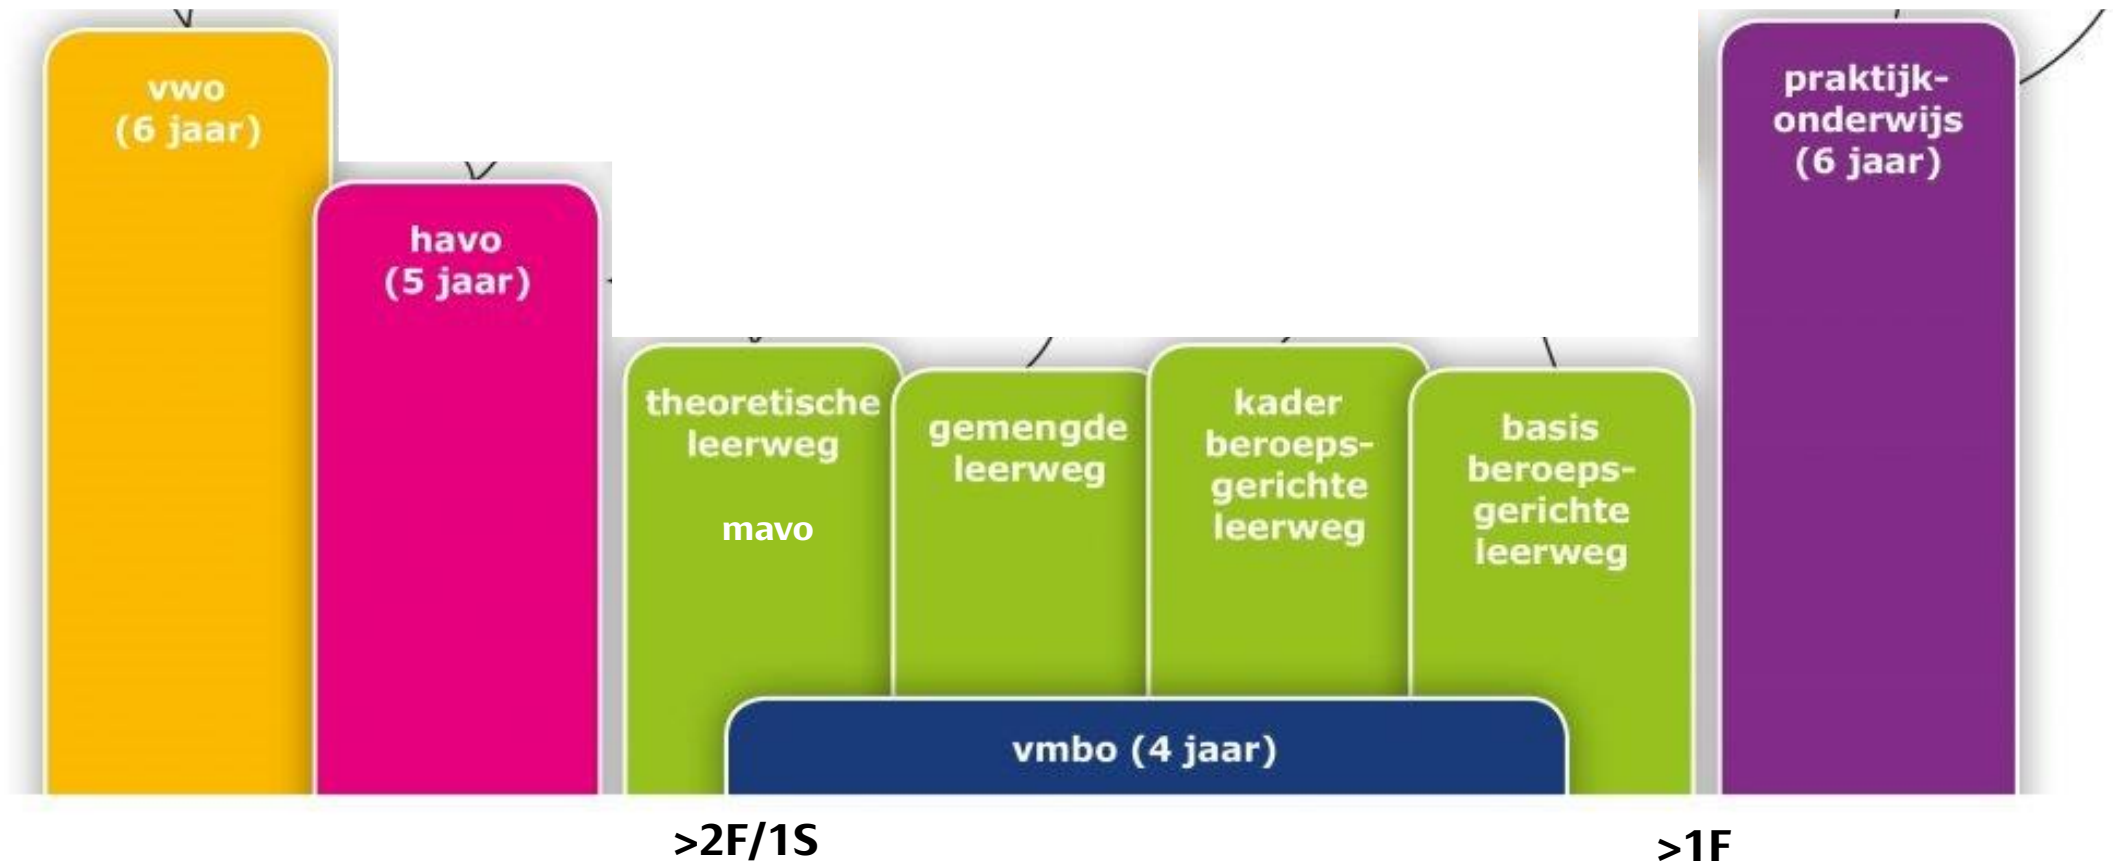 vwo
(6 jaar)
havo
(5 jaar)
theoretische
leerweg
mavo
gemengde
leerweg
kader
beroeps-
gerichte
leerweg
basis
beroeps-
gerichte
leerweg
praktijk-
onderwijs
(6 jaar)
vmbo (4 jaar)
>2F/1S
>1F